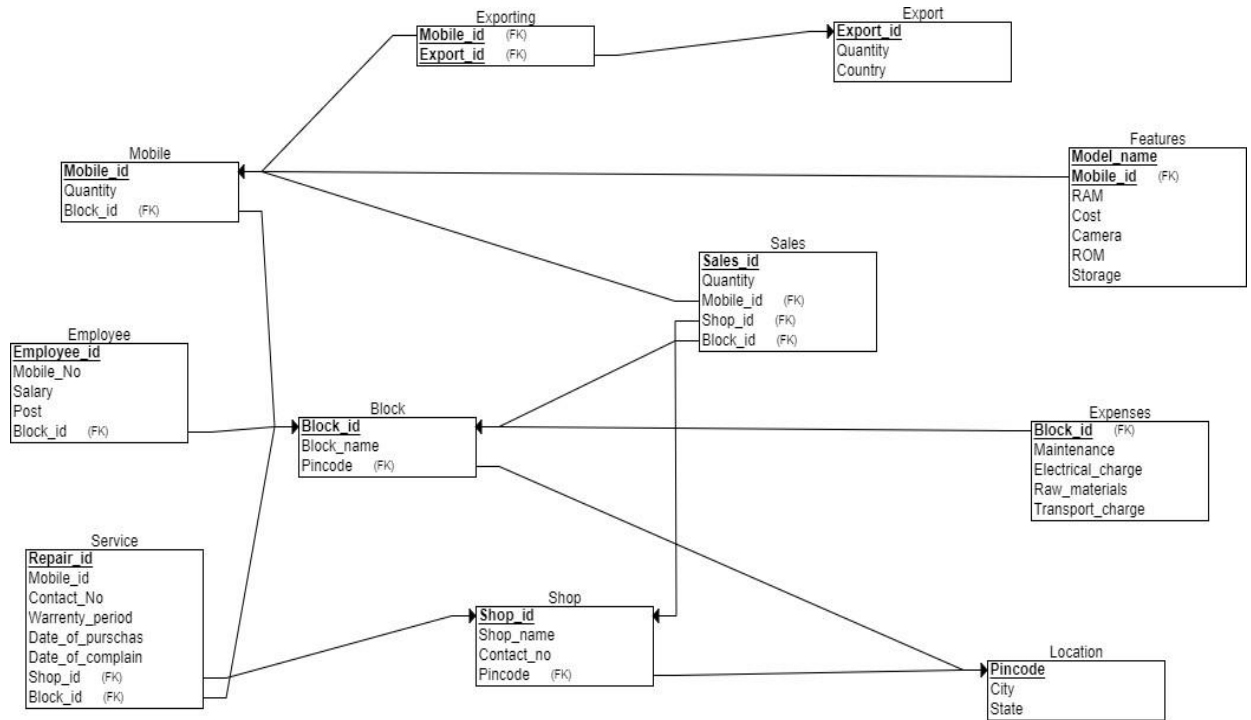 Exporting
Mobile_id (FK)
Export_id (FK)
Export
Export_id
Quantity
Country
Mobile
Mobile_id
Quantity
Block_id (FK)
Features
Model_name
Mobile_id (FK)
RAM
Cost
Camera
ROM
Storage
Sales
Sales_id
Quantity
Mobile_id (FK)
Shop_id (FK)
Block_id (FK)
Employee
Employee_id
Mobile_No
Salary
Post
Block_id (FK)
Block
Block_id
Block_name
Pincode (FK)
Expenses
Block_id (FK)
Maintenance
Electrical_charge
Raw_materials
Transport_charge
Service
Repair_id
Mobile_id
Contact_No
Warrenty_period
Date_of_purschas
Date_of_complain
Shop_id (FK)
Block_id (FK)
Shop
Shop_id
Shop_name
Contact_no
Pincode (FK)
Location
Pincode
City
State